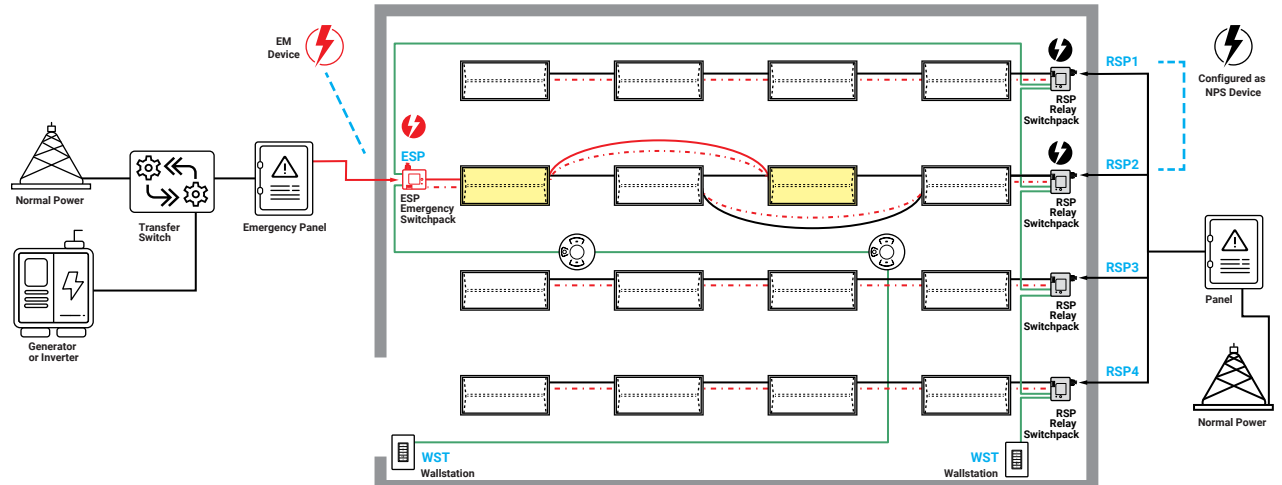 EM
Device
RSP1
Configured as
NPS Device
RSP
Relay
Switchpack
ESP
RSP2
ESP
Emergency
Switchpack
RSP
Relay
Switchpack
Normal Power
Transfer
Switch
Emergency Panel
RSP3
RSP
Relay
Switchpack
Panel
Generator
or Inverter
RSP4
RSP
Relay
Switchpack
Normal Power
WST
Wallstation
WST
Wallstation